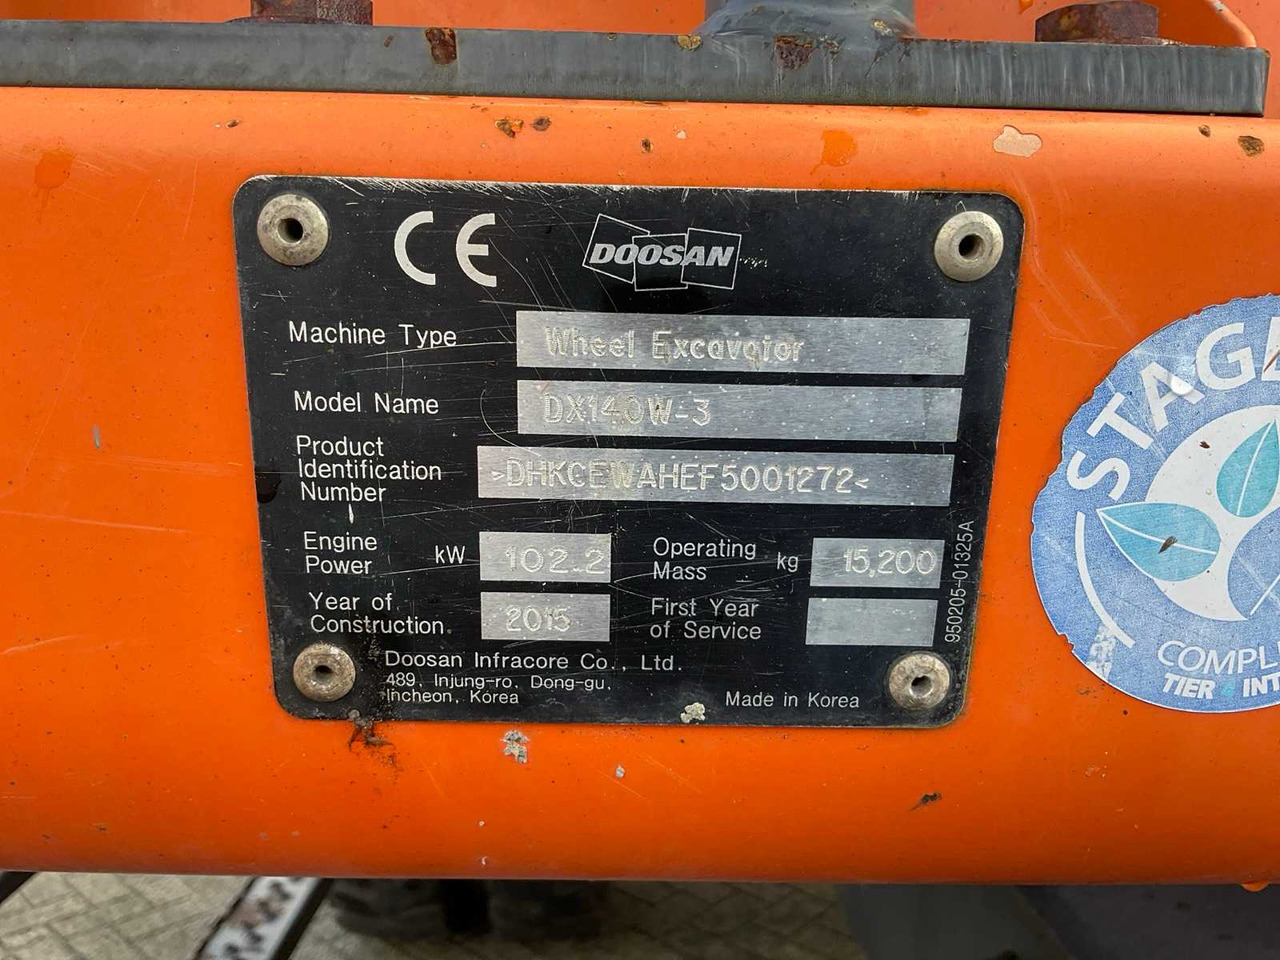 CE DOOSAN
Machine Type Wheel Excavator
Model Name DX140W-3
Product
Identification
Number >DHKCEWAHEF5001272<
Engine
Power kW 102.2 Operating
Mass kg 15,200
Year of
Construction 2015 First Year
of Service
Doosan Infracore Co., Ltd.
489, Injung-ro, Dong-gu,
Incheon, Korea
Made in Korea
950205-01325A
TIER